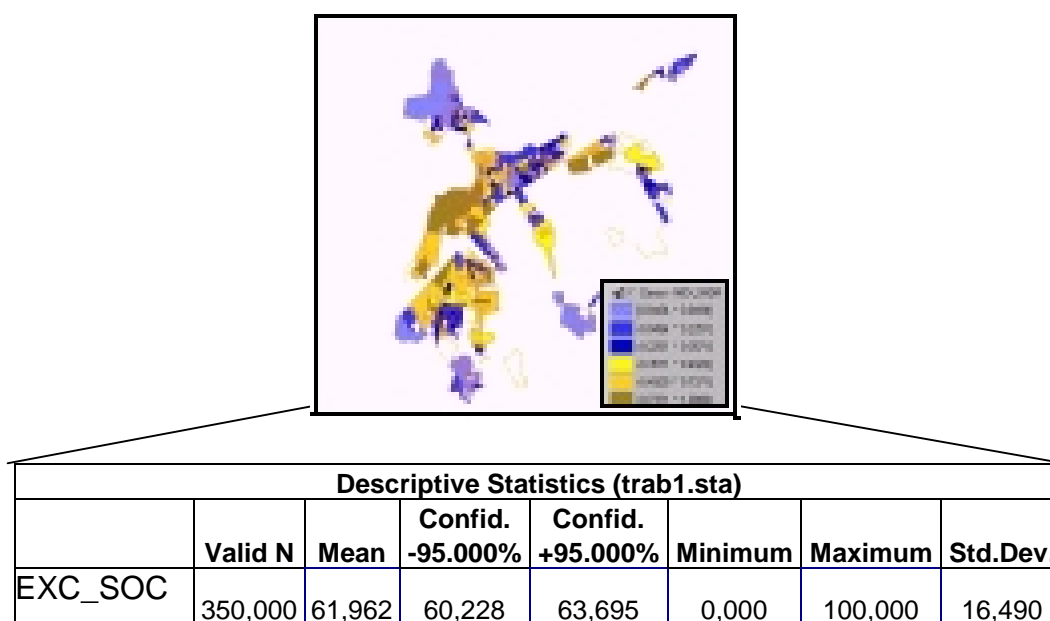 Descriptive Statistics (trab1.sta)
Valid N Mean Confid. -95.000% Confid. +95.000% Minimum Maximum Std.Dev
EXC_SOC 350,000 61,962 60,228 63,695 0,000 100,000 16,490